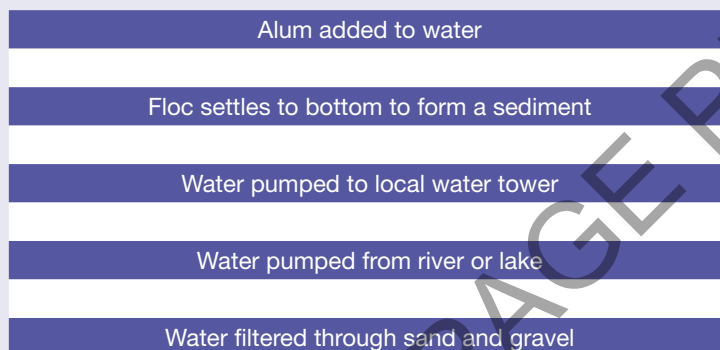 Alum added to water
Floc settles to bottom to form a sediment
Water pumped to local water tower
Water pumped from river or lake
Water filtered through sand and gravel
PAGE